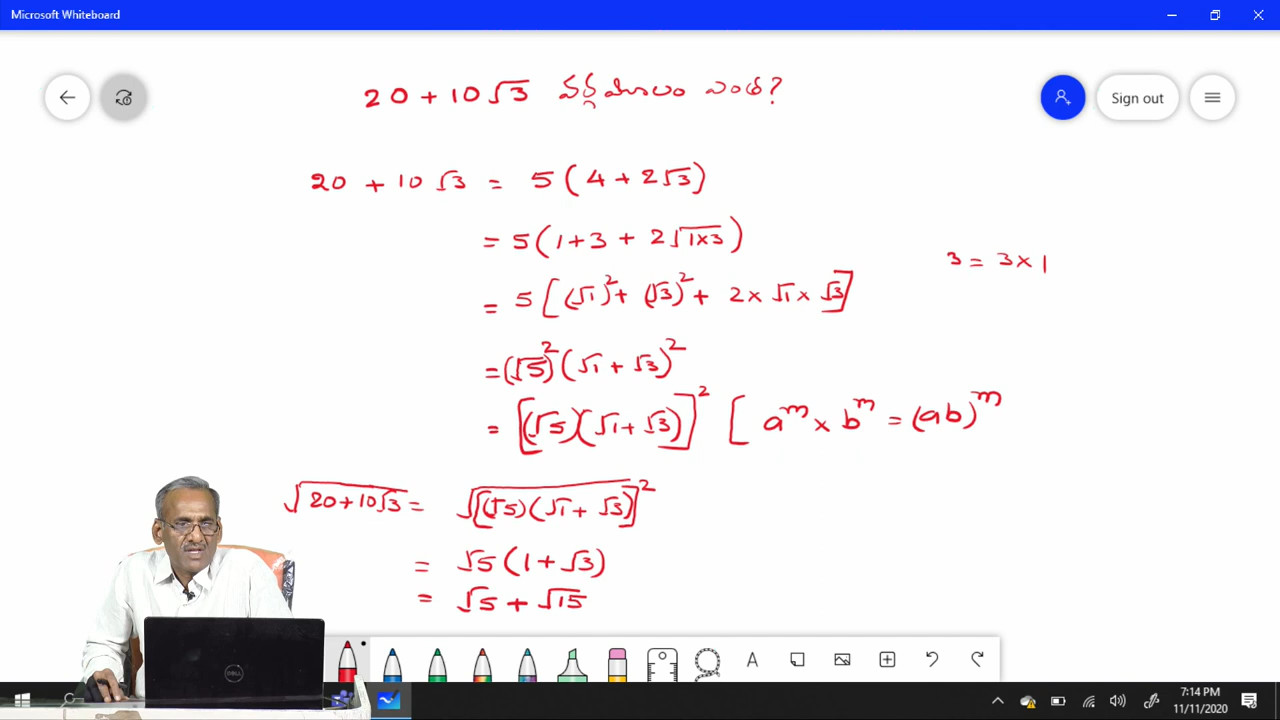 Microsoft Whiteboard
20 + 10√3 వర్గమూలం ఎంత?
Sign out
20 + 10√3 = 5(4 + 2√3)
= 5(1+3 + 2√1×3)
3 = 3×1
= 5[(√1)² + (√3)² + 2×√1×√3]
= (√5)² (√1 + √3)²
= [(√5)(√1 + √3)]² [a^m × b^m = (ab)^m
√20+10√3 = √[(√5)(√1 + √3)]²
= √5(1+√3)
= √5 + √15
DELL
A
7:14 PM
11/11/2020